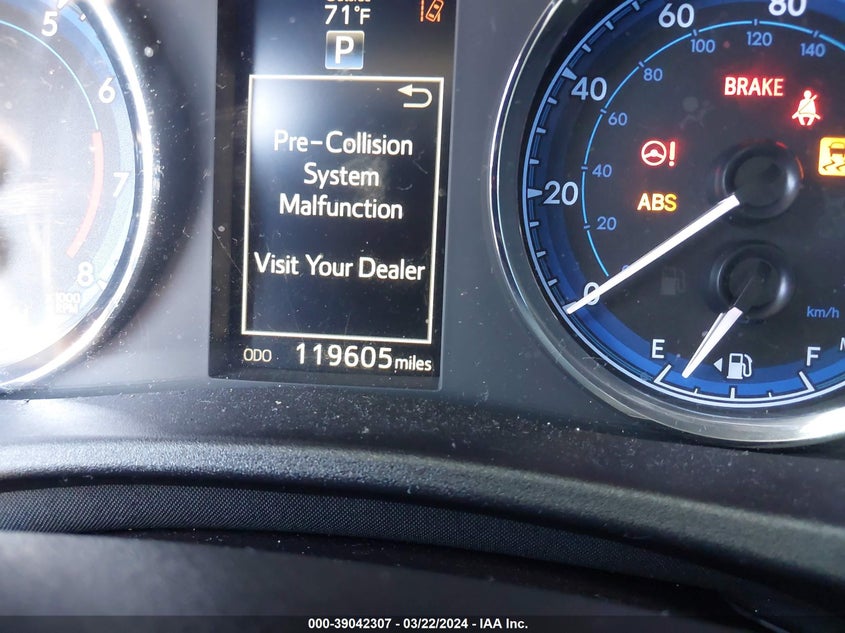 71°F
P
Pre-Collision
System
Malfunction
Visit Your Dealer
ODO 119605 miles
5
6
7
8
60
80
100
120
140
80
40
60
40
20
20
0
BRAKE
!
ABS
km/h
E
F
000-39042307 - 03/22/2024 - IAA Inc.